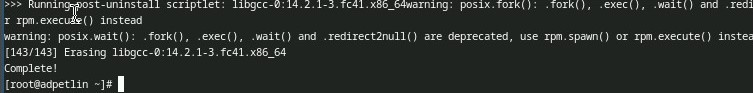 >>> Running post-uninstall scriptlet: libgcc-0:14.2.1-3.fc41.x86_64warning: posix.fork(): .fork(), .exec(), .wait() and .redi
r rpm.execute() instead
warning: posix.wait(): .fork(), .exec(), .wait() and .redirect2null() are deprecated, use rpm.spawn() or rpm.execute() instea
[143/143] Erasing libgcc-0:14.2.1-3.fc41.x86_64
Complete!
[root@adpetlin ~]#